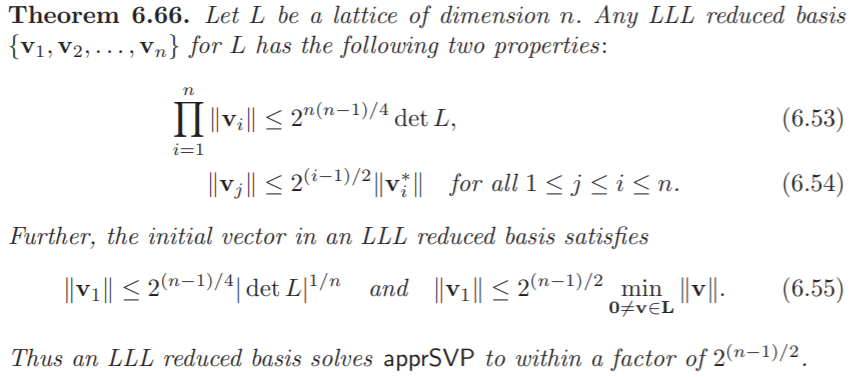 Theorem 6.66. Let L be a lattice of dimension n. Any LLL reduced basis
{v₁, v₂, . . . , vₙ} for L has the following two properties:
∏ᵢ₌₁ⁿ ‖vᵢ‖ ≤ 2^{n(n−1)/4} det L, (6.53)
‖vⱼ‖ ≤ 2^{(i−1)/2}‖vᵢ*‖ for all 1 ≤ j ≤ i ≤ n. (6.54)
Further, the initial vector in an LLL reduced basis satisfies
‖v₁‖ ≤ 2^{(n−1)/4}| det L|^{1/n} and ‖v₁‖ ≤ 2^{(n−1)/2} min_{0≠v∈L} ‖v‖. (6.55)
Thus an LLL reduced basis solves apprSVP to within a factor of 2^{(n−1)/2}.